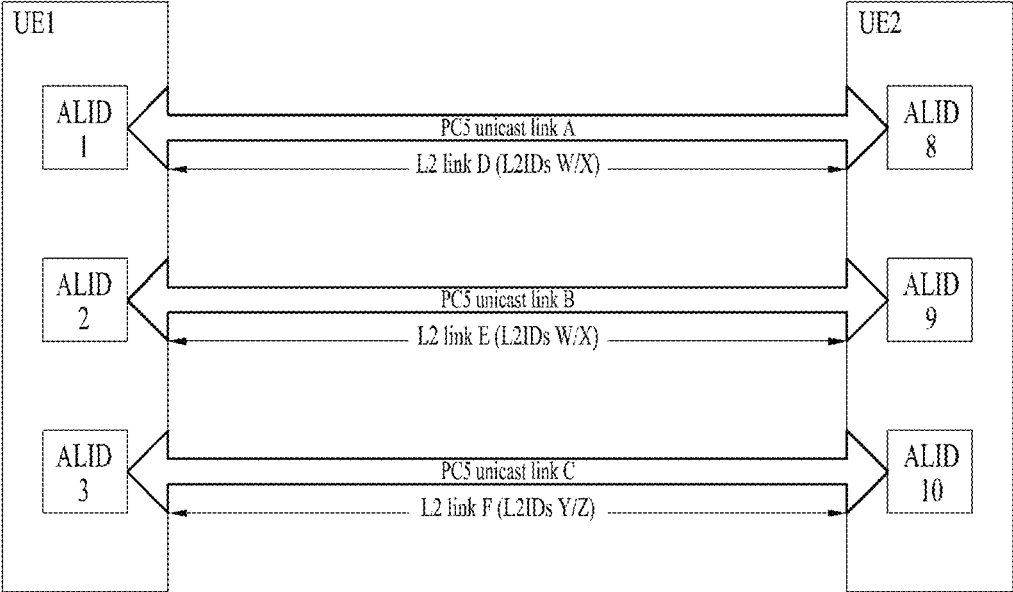 UE1
UE2
ALID
1
PC5 unicast link A
ALID
8
L2 link D (L2IDs W/X)
ALID
2
PC5 unicast link B
ALID
9
L2 link E (L2IDs W/X)
ALID
3
PC5 unicast link C
ALID
10
L2 link F (L2IDs Y/Z)